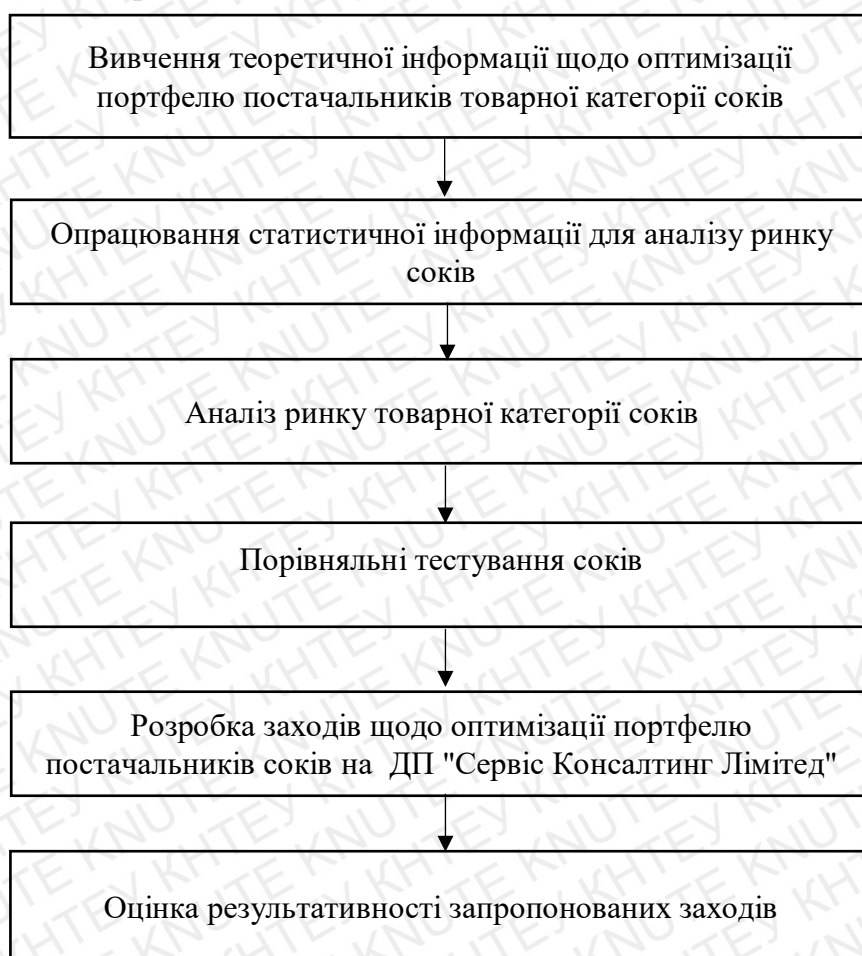 Вивчення теоретичної інформації щодо оптимізації
портфелю постачальників товарної категорії соків
Опрацювання статистичної інформації для аналізу ринку
соків
Аналіз ринку товарної категорії соків
Порівняльні тестування соків
Розробка заходів щодо оптимізації портфелю
постачальників соків на ДП "Сервіс Консалтинг Лімітед"
Оцінка результативності запропонованих заходів